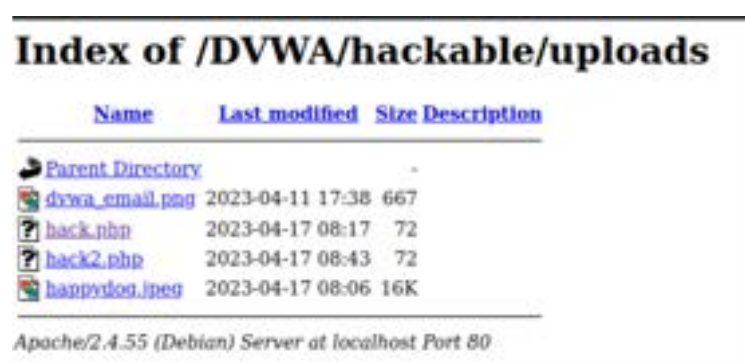 Index of /DVWA/hackable/uploads
Name Last modified Size Description
Parent Directory -
dvwa_email.png 2023-04-11 17:38 667
hack.php 2023-04-17 08:17 72
hack2.php 2023-04-17 08:43 72
happydog.jpeg 2023-04-17 08:06 16K
Apache/2.4.55 (Debian) Server at localhost Port 80